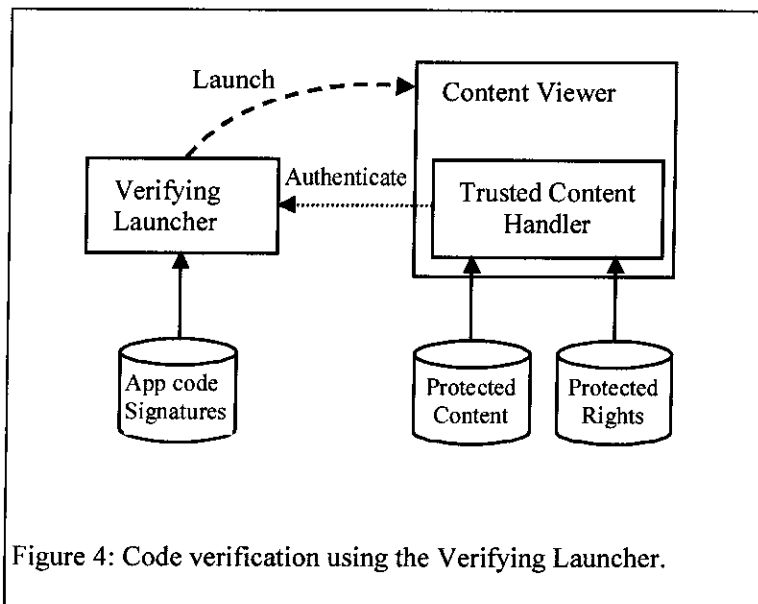 Launch
Content Viewer
Authenticate
Verifying
Launcher
Trusted Content
Handler
App code
Signatures
Protected
Content
Protected
Rights
Figure 4: Code verification using the Verifying Launcher.